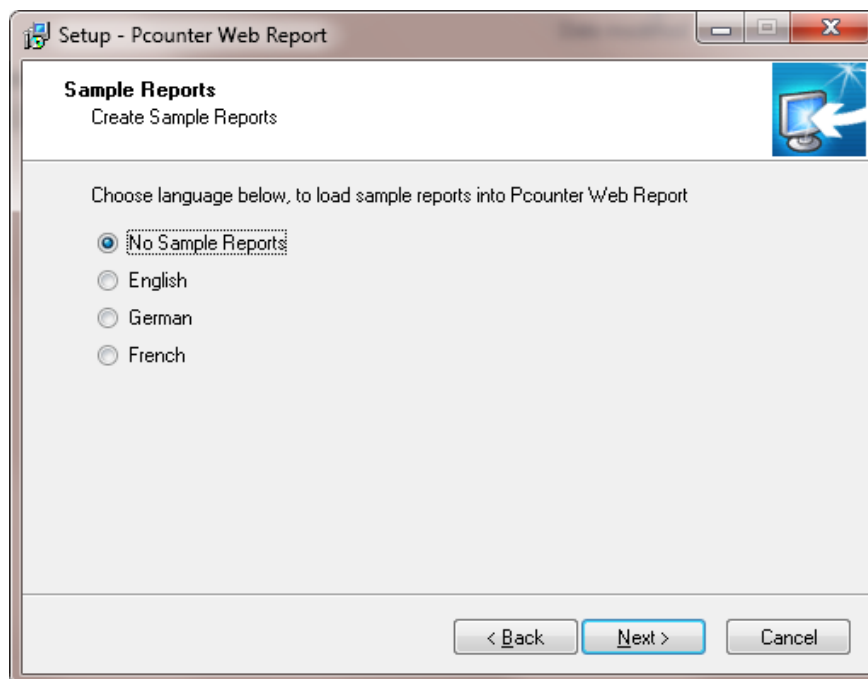 Setup - Pcounter Web Report
Sample Reports
Create Sample Reports
Choose language below, to load sample reports into Pcounter Web Report
No Sample Reports
English
German
French
< Back Next > Cancel